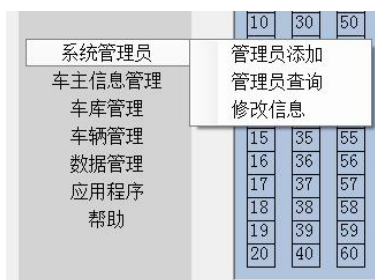 10 30 50
系统管理员 管理员添加
车主信息管理 管理员查询
车库管理 修改信息
车辆管理 15 35 55
数据管理 16 36 56
应用程序 17 37 57
帮助 18 38 58
19 39 59
20 40 60